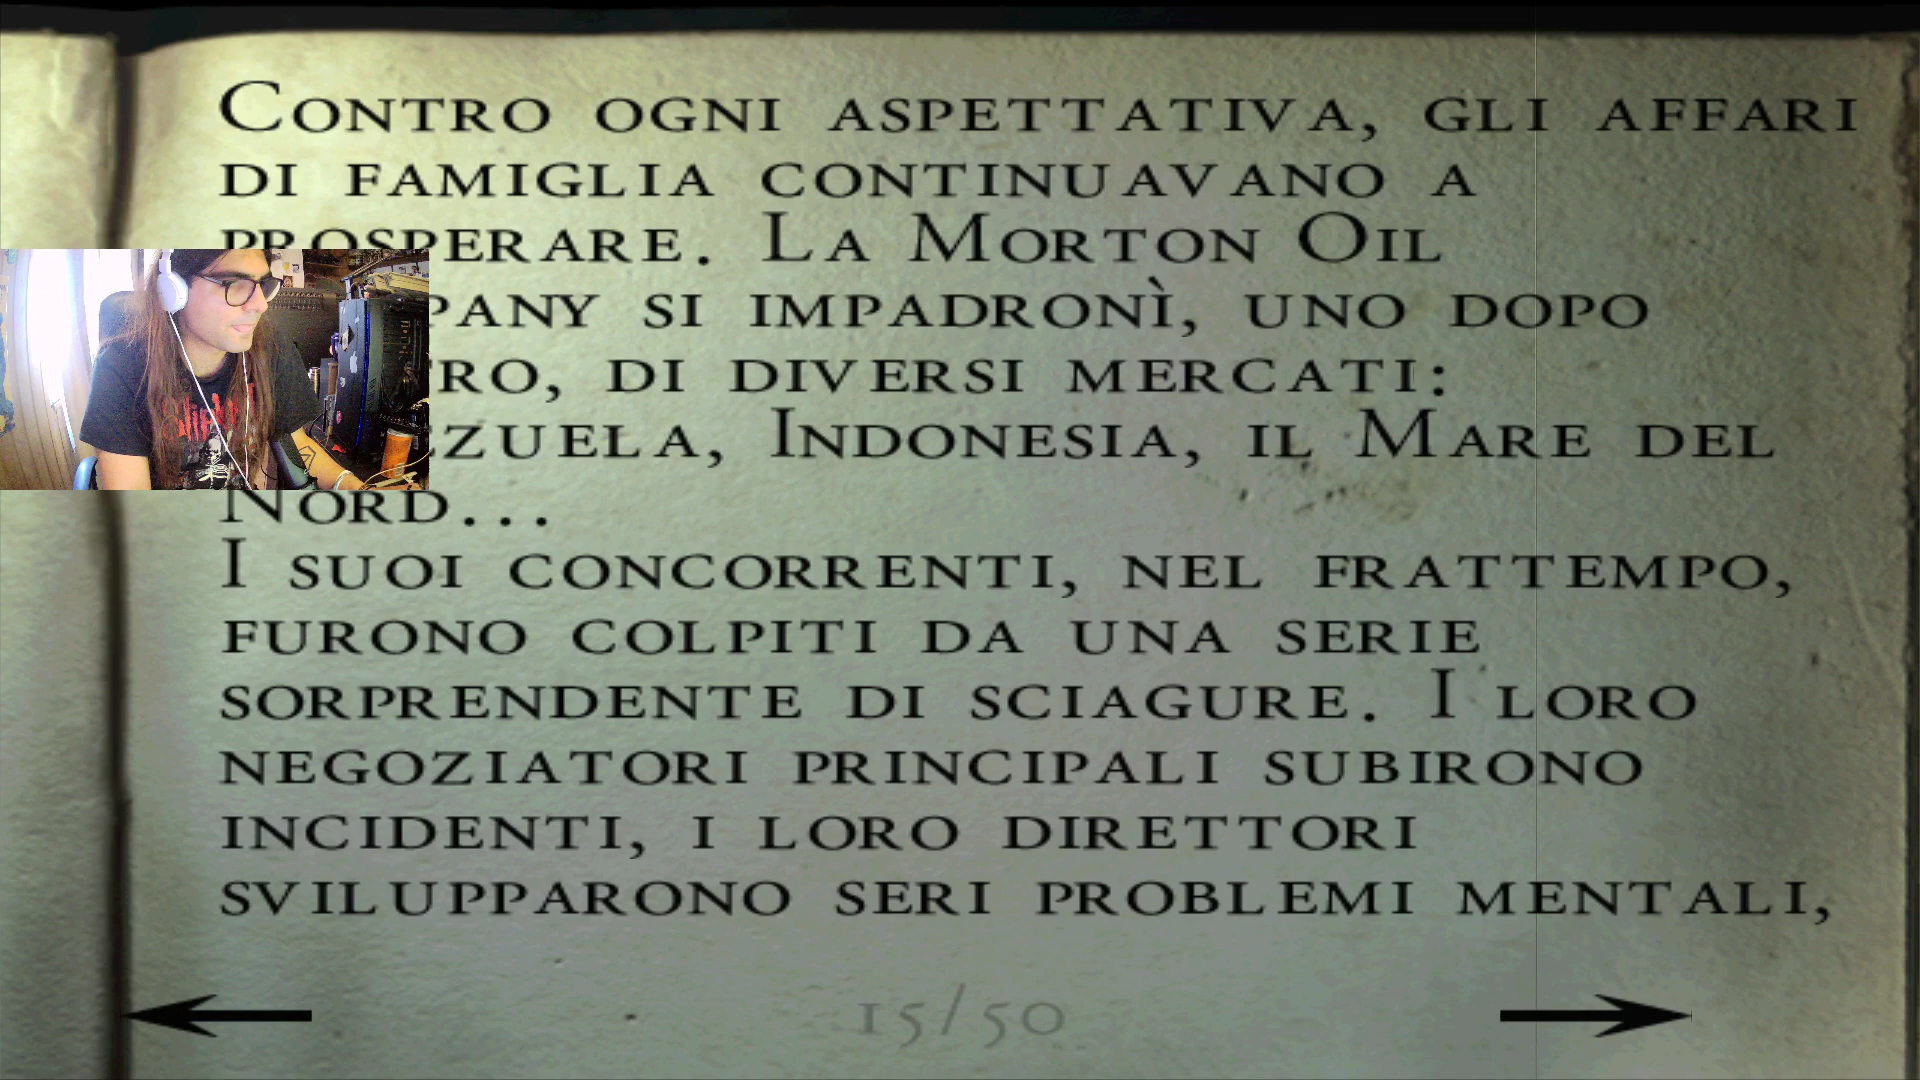 Contro ogni aspettativa, gli affari
di famiglia continuavano a
prosperare. La Morton Oil
pany si impadronì, uno dopo
ro, di diversi mercati:
zuela, Indonesia, il Mare del
Nord...
I suoi concorrenti, nel frattempo,
furono colpiti da una serie
sorprendente di sciagure. I loro
negoziatori principali subirono
incidenti, i loro direttori
svilupparono seri problemi mentali,
15/50